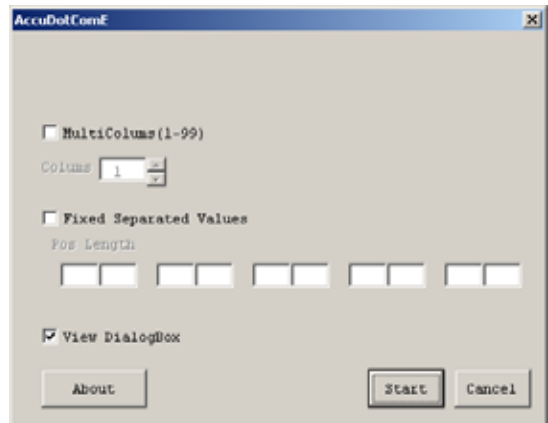 AccuDotComE
MultiColums(1-99)
Colums 1
Fixed Separated Values
Pos Length
View DialogBox
About Start Cancel